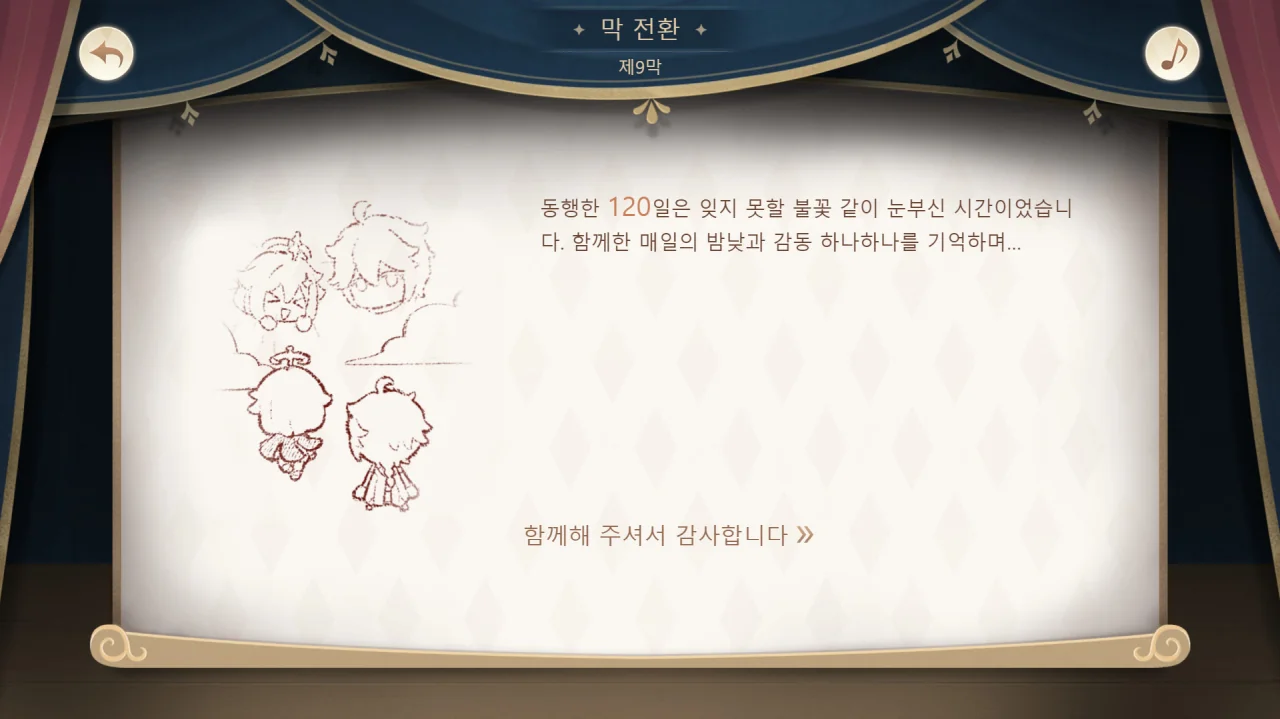 막 전환
제9막
동행한 120일은 잊지 못할 불꽃 같이 눈부신 시간이었습니
다. 함께한 매일의 밤낮과 감동 하나하나를 기억하며...
함께해 주셔서 감사합니다 »